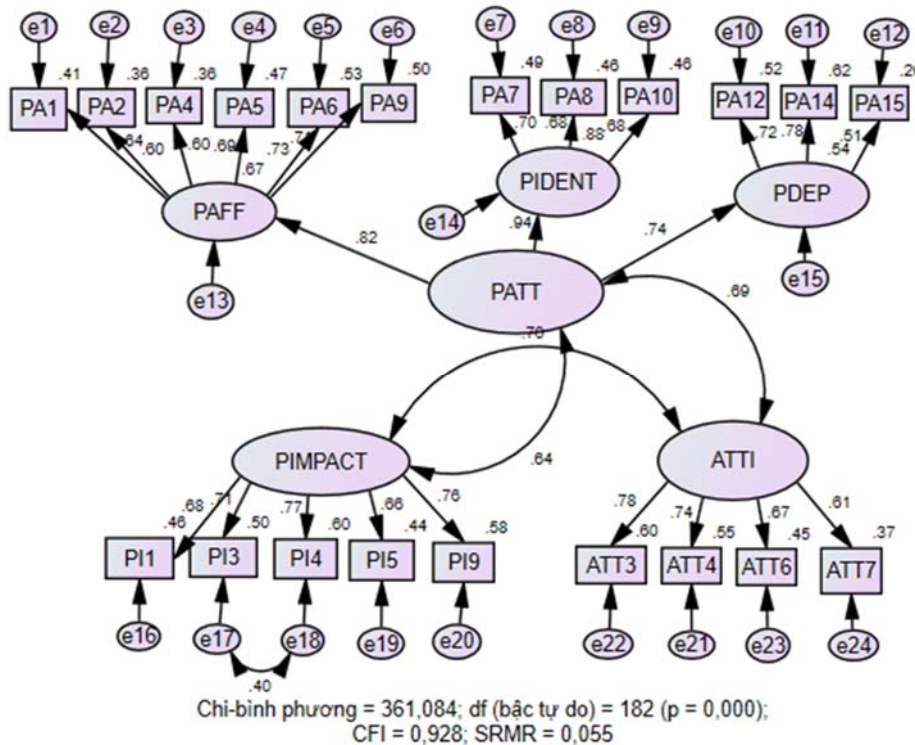 e1 e2 e3 e4 e5 e6 e7 e8 e9 e10 e11 e12
.41 .36 .36 .47 .53 .50 .49 .46 .46 .52 .62
PA1 PA2 PA4 PA5 PA6 PA9 PA7 PA8 PA10 PA12 PA14 PA15
.64 .60 .60 .69 .73 .70 .68 .68 .72 .78 .51
.67 .88 .54
PAFF PIDENT PDEP
e14
.82 .94 .74
e13 e15
PATT
.69
.70
PIMPACT .64 ATTI
.68 .71 .77 .66 .76 .78 .74 .67 .61
.46 .50 .60 .44 .58 .60 .55 .45 .37
PI1 PI3 PI4 PI5 PI9 ATT3 ATT4 ATT6 ATT7
e16 e17 e18 e19 e20 e22 e21 e23 e24
.40
Chi-bình phương = 361,084; df (bậc tự do) = 182 (p = 0,000);
CFI = 0,928; SRMR = 0,055